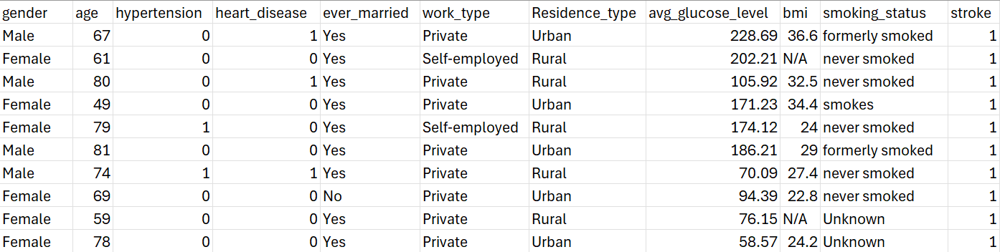 gender age hypertension heart_disease ever_married work_type Residence_type avg_glucose_level bmi smoking_status stroke
Male 67 0 1 Yes Private Urban 228.69 36.6 formerly smoked 1
Female 61 0 0 Yes Self-employed Rural 202.21 N/A never smoked 1
Male 80 0 1 Yes Private Rural 105.92 32.5 never smoked 1
Female 49 0 0 Yes Private Urban 171.23 34.4 smokes 1
Female 79 1 0 Yes Self-employed Rural 174.12 24 never smoked 1
Male 81 0 0 Yes Private Urban 186.21 29 formerly smoked 1
Male 74 1 1 Yes Private Rural 70.09 27.4 never smoked 1
Female 69 0 0 No Private Urban 94.39 22.8 never smoked 1
Female 59 0 0 Yes Private Rural 76.15 N/A Unknown 1
Female 78 0 0 Yes Private Urban 58.57 24.2 Unknown 1